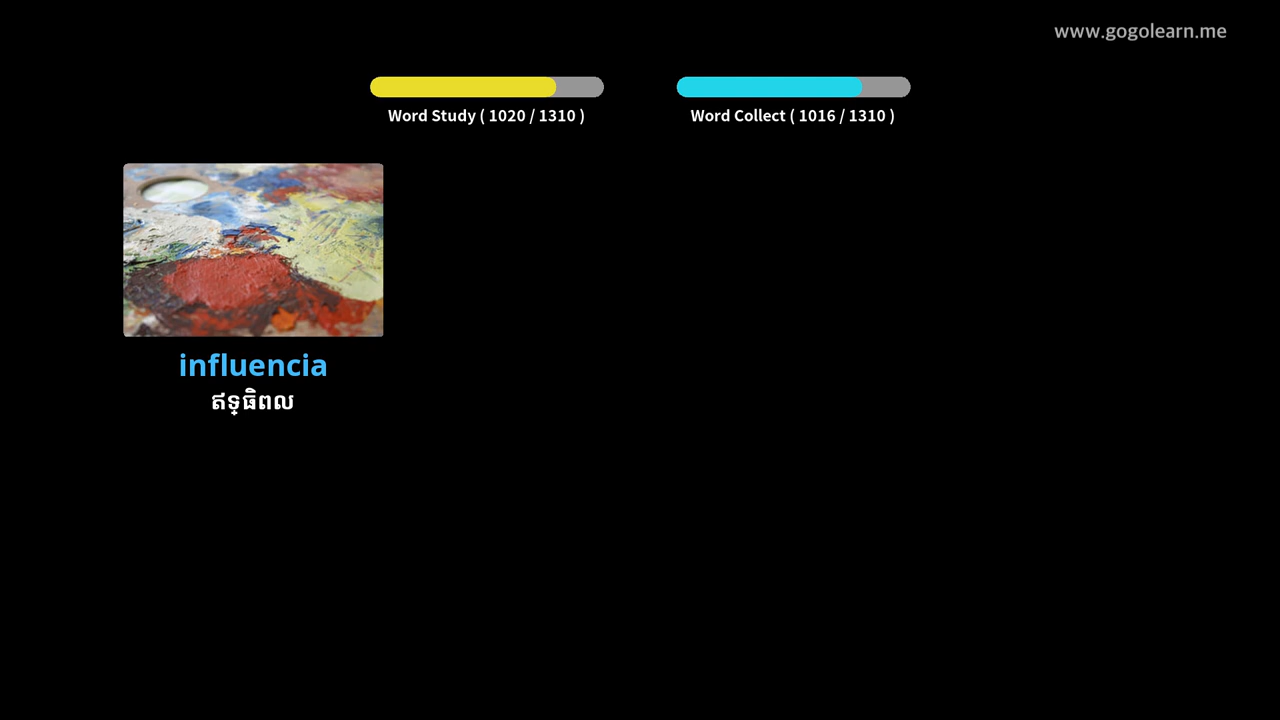 www.gogolearn.me
Word Study ( 1020 / 1310 )
Word Collect ( 1016 / 1310 )
influencia
ឥទ្ធិពល